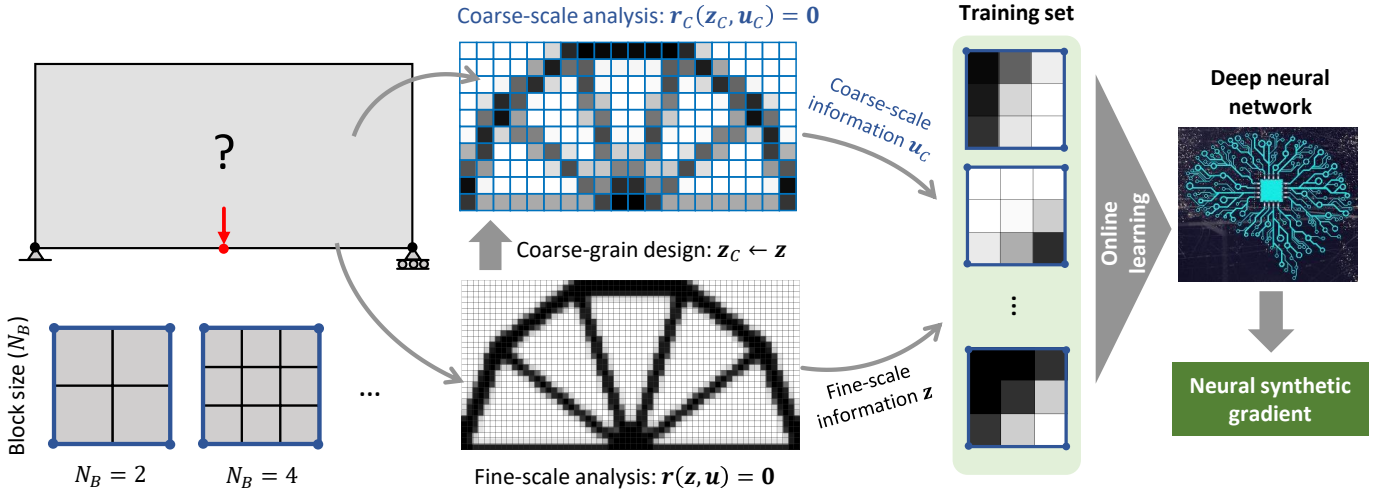 Coarse-scale analysis: r_C(z_C, u_C) = 0
?
Coarse-grain design: z_C ← z
Block size (N_B)
...
N_B = 2
N_B = 4
Fine-scale analysis: r(z, u) = 0
Coarse-scale
information u_C
Fine-scale
information z
Training set
⋮
Online
learning
Deep neural
network
Neural synthetic
gradient